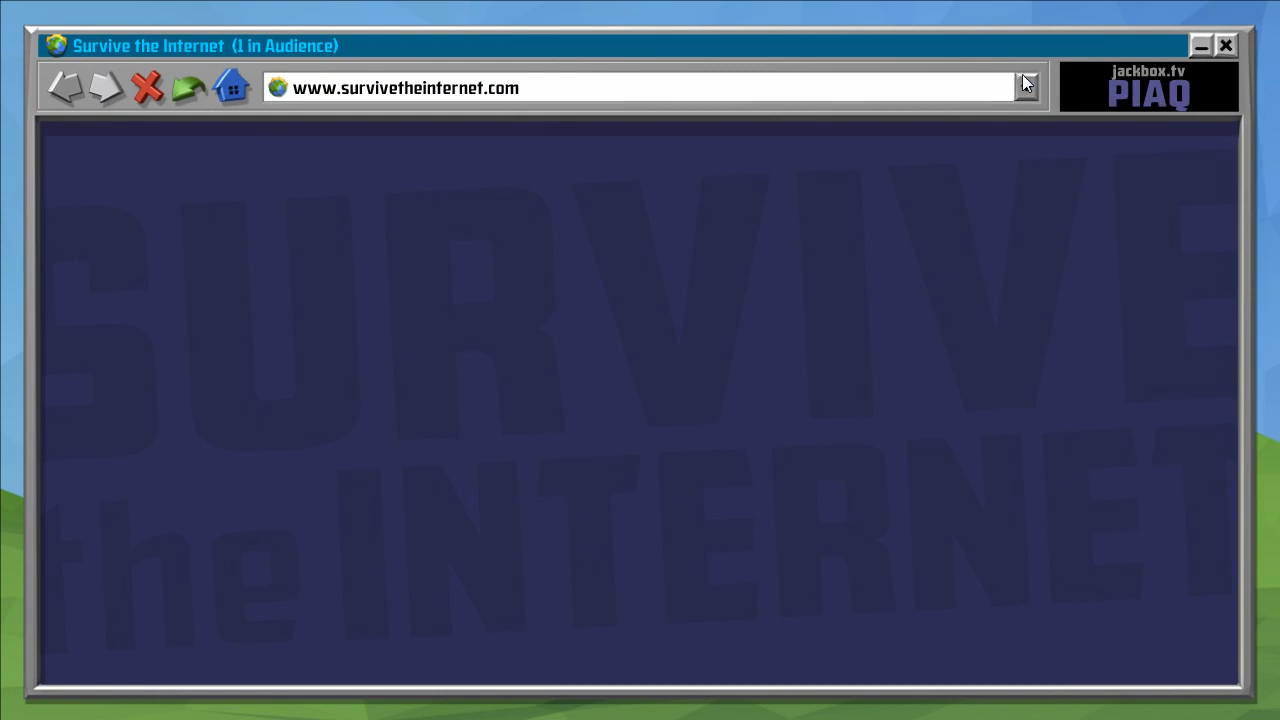 Survive the Internet (1 in Audience)
www.survivetheinternet.com
jackbox.tv
PIAQ
SURVIVE
the INTERNET